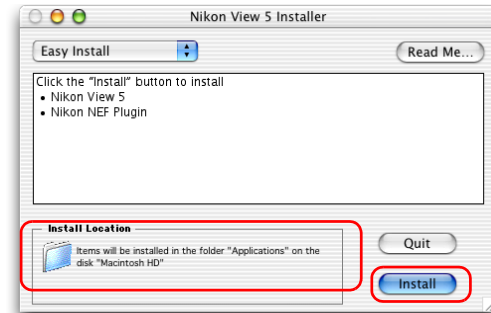 Nikon View 5 Installer
Easy Install
Read Me...
Click the "Install" button to install
• Nikon View 5
• Nikon NEF Plugin
Install Location
Items will be installed in the folder "Applications" on the
disk "Macintosh HD"
Quit
Install